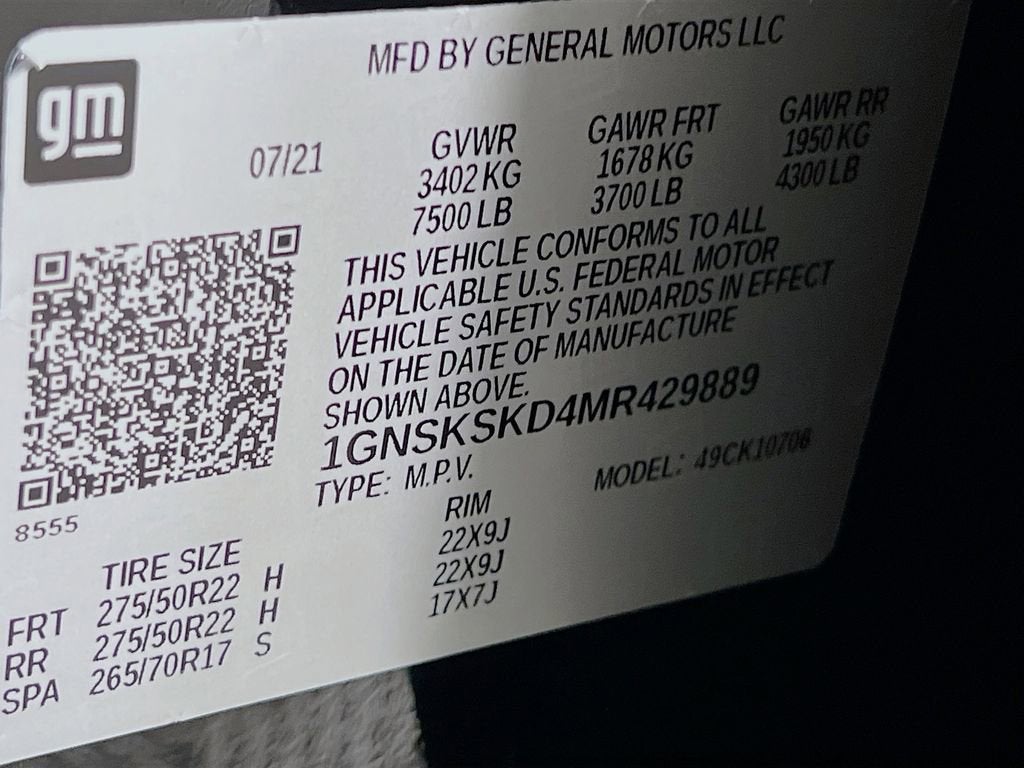 gm
MFD BY GENERAL MOTORS LLC
07/21
GVWR
3402 KG
7500 LB
GAWR FRT
1678 KG
3700 LB
GAWR RR
1950 KG
4300 LB
THIS VEHICLE CONFORMS TO ALL
APPLICABLE U.S. FEDERAL MOTOR
VEHICLE SAFETY STANDARDS IN EFFECT
ON THE DATE OF MANUFACTURE
SHOWN ABOVE.
1GNSKSKD4MR429889
TYPE: M.P.V. MODEL: 49CK10706
8555
TIRE SIZE RIM
FRT 275/50R22 H 22X9J
RR 275/50R22 H 22X9J
SPA 265/70R17 S 17X7J